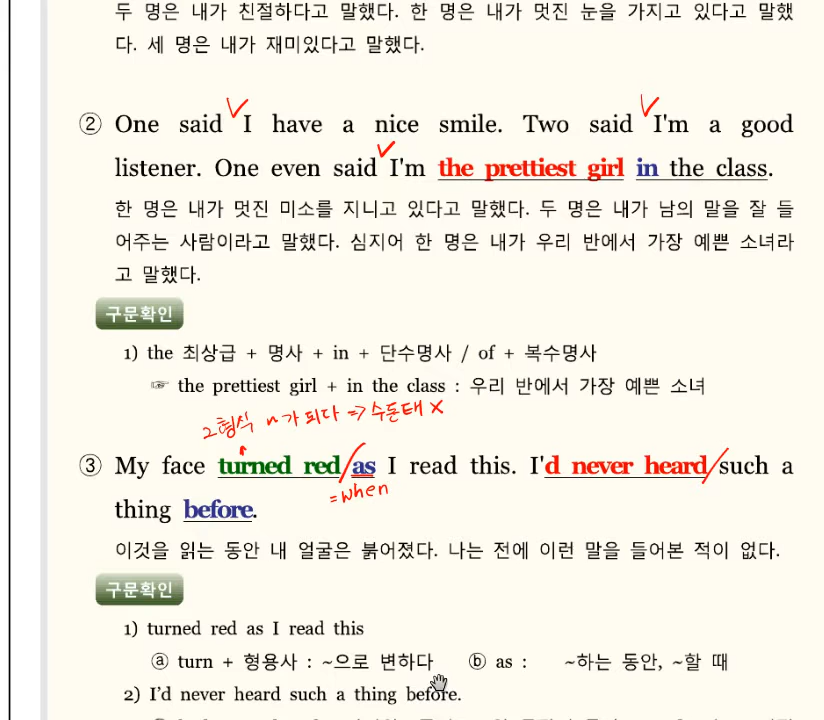 두 명은 내가 친절하다고 말했다. 한 명은 내가 멋진 눈을 가지고 있다고 말했
다. 세 명은 내가 재미있다고 말했다.
② One said I have a nice smile. Two said I'm a good
listener. One even said I'm the prettiest girl in the class.
한 명은 내가 멋진 미소를 지니고 있다고 말했다. 두 명은 내가 남의 말을 잘 들
어주는 사람이라고 말했다. 심지어 한 명은 내가 우리 반에서 가장 예쁜 소녀라
고 말했다.
구문확인
1) the 최상급 + 명사 + in + 단수명사 / of + 복수명사
☞ the prettiest girl + in the class : 우리 반에서 가장 예쁜 소녀
2형식 n가 되다 => 수동태 X
③ My face turned red/as I read this. I'd never heard/such a
=when
thing before.
이것을 읽는 동안 내 얼굴은 붉어졌다. 나는 전에 이런 말을 들어본 적이 없다.
구문확인
1) turned red as I read this
ⓐ turn + 형용사 : ~으로 변하다 ⓑ as : ~하는 동안, ~할 때
2) I'd never heard such a thing before.